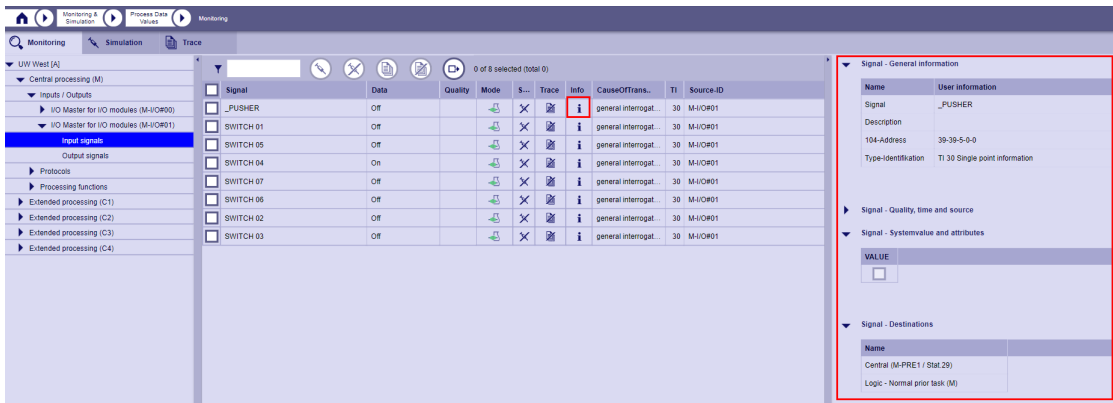 Monitoring & Simulation
Process Data Values
Monitoring
Monitoring
Simulation
Trace
UW West [A]
Central processing (M)
Inputs / Outputs
I/O Master for I/O modules (M-I/O#00)
I/O Master for I/O modules (M-I/O#01)
Input signals
Output signals
Protocols
Processing functions
Extended processing (C1)
Extended processing (C2)
Extended processing (C3)
Extended processing (C4)
0 of 8 selected (total 0)
Signal Data Quality Mode S... Trace Info CauseOfTrans.. TI Source-ID
_PUSHER Off i general interrogat... 30 M-I/O#01
SWITCH 01 Off i general interrogat... 30 M-I/O#01
SWITCH 05 Off i general interrogat... 30 M-I/O#01
SWITCH 04 On i general interrogat... 30 M-I/O#01
SWITCH 07 Off i general interrogat... 30 M-I/O#01
SWITCH 06 Off i general interrogat... 30 M-I/O#01
SWITCH 02 Off i general interrogat... 30 M-I/O#01
SWITCH 03 Off i general interrogat... 30 M-I/O#01
Signal - General information
Name User information
Signal _PUSHER
Description
104-Address 39-39-5-0-0
Type-Identifikation TI 30 Single point information
Signal - Quality, time and source
Signal - Systemvalue and attributes
VALUE
Signal - Destinations
Name
Central (M-PRE1 / Stat.29)
Logic - Normal prior task (M)